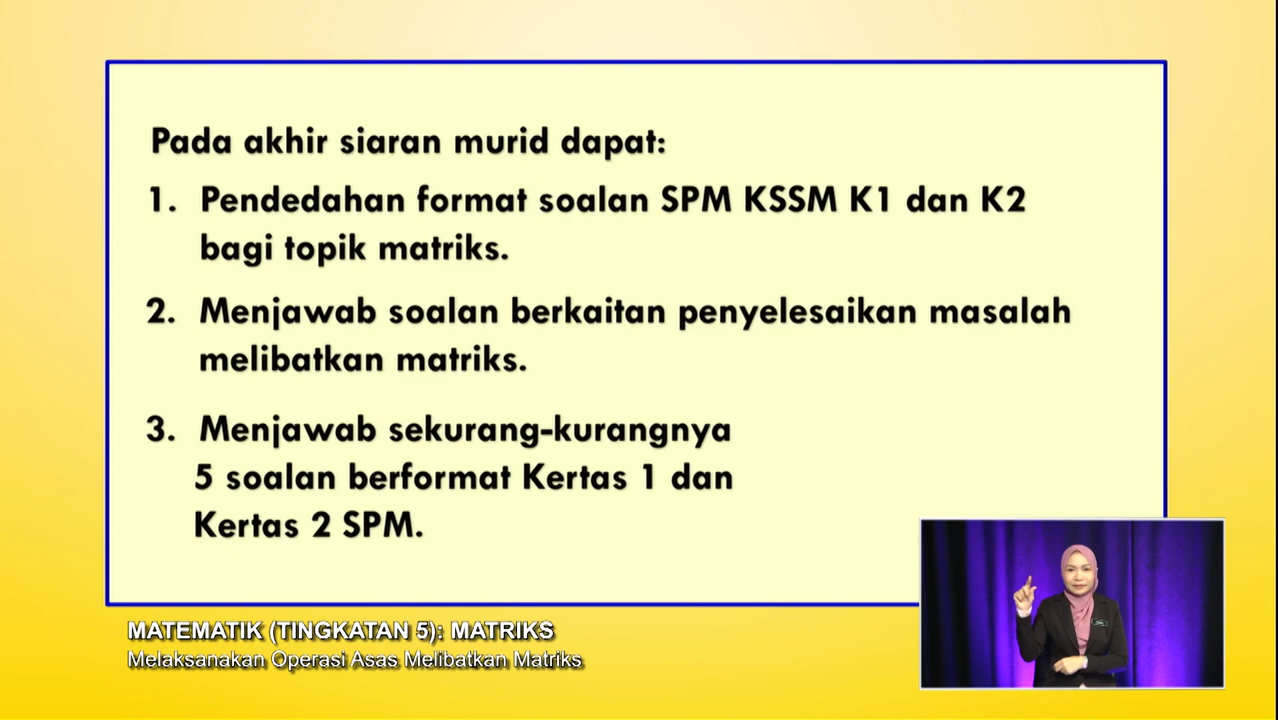 Pada akhir siaran murid dapat:
1. Pendedahan format soalan SPM KSSM K1 dan K2
bagi topik matriks.
2. Menjawab soalan berkaitan penyelesaikan masalah
melibatkan matriks.
3. Menjawab sekurang-kurangnya
5 soalan berformat Kertas 1 dan
Kertas 2 SPM.
MATEMATIK (TINGKATAN 5): MATRIKS
Melaksanakan Operasi Asas Melibatkan Matriks